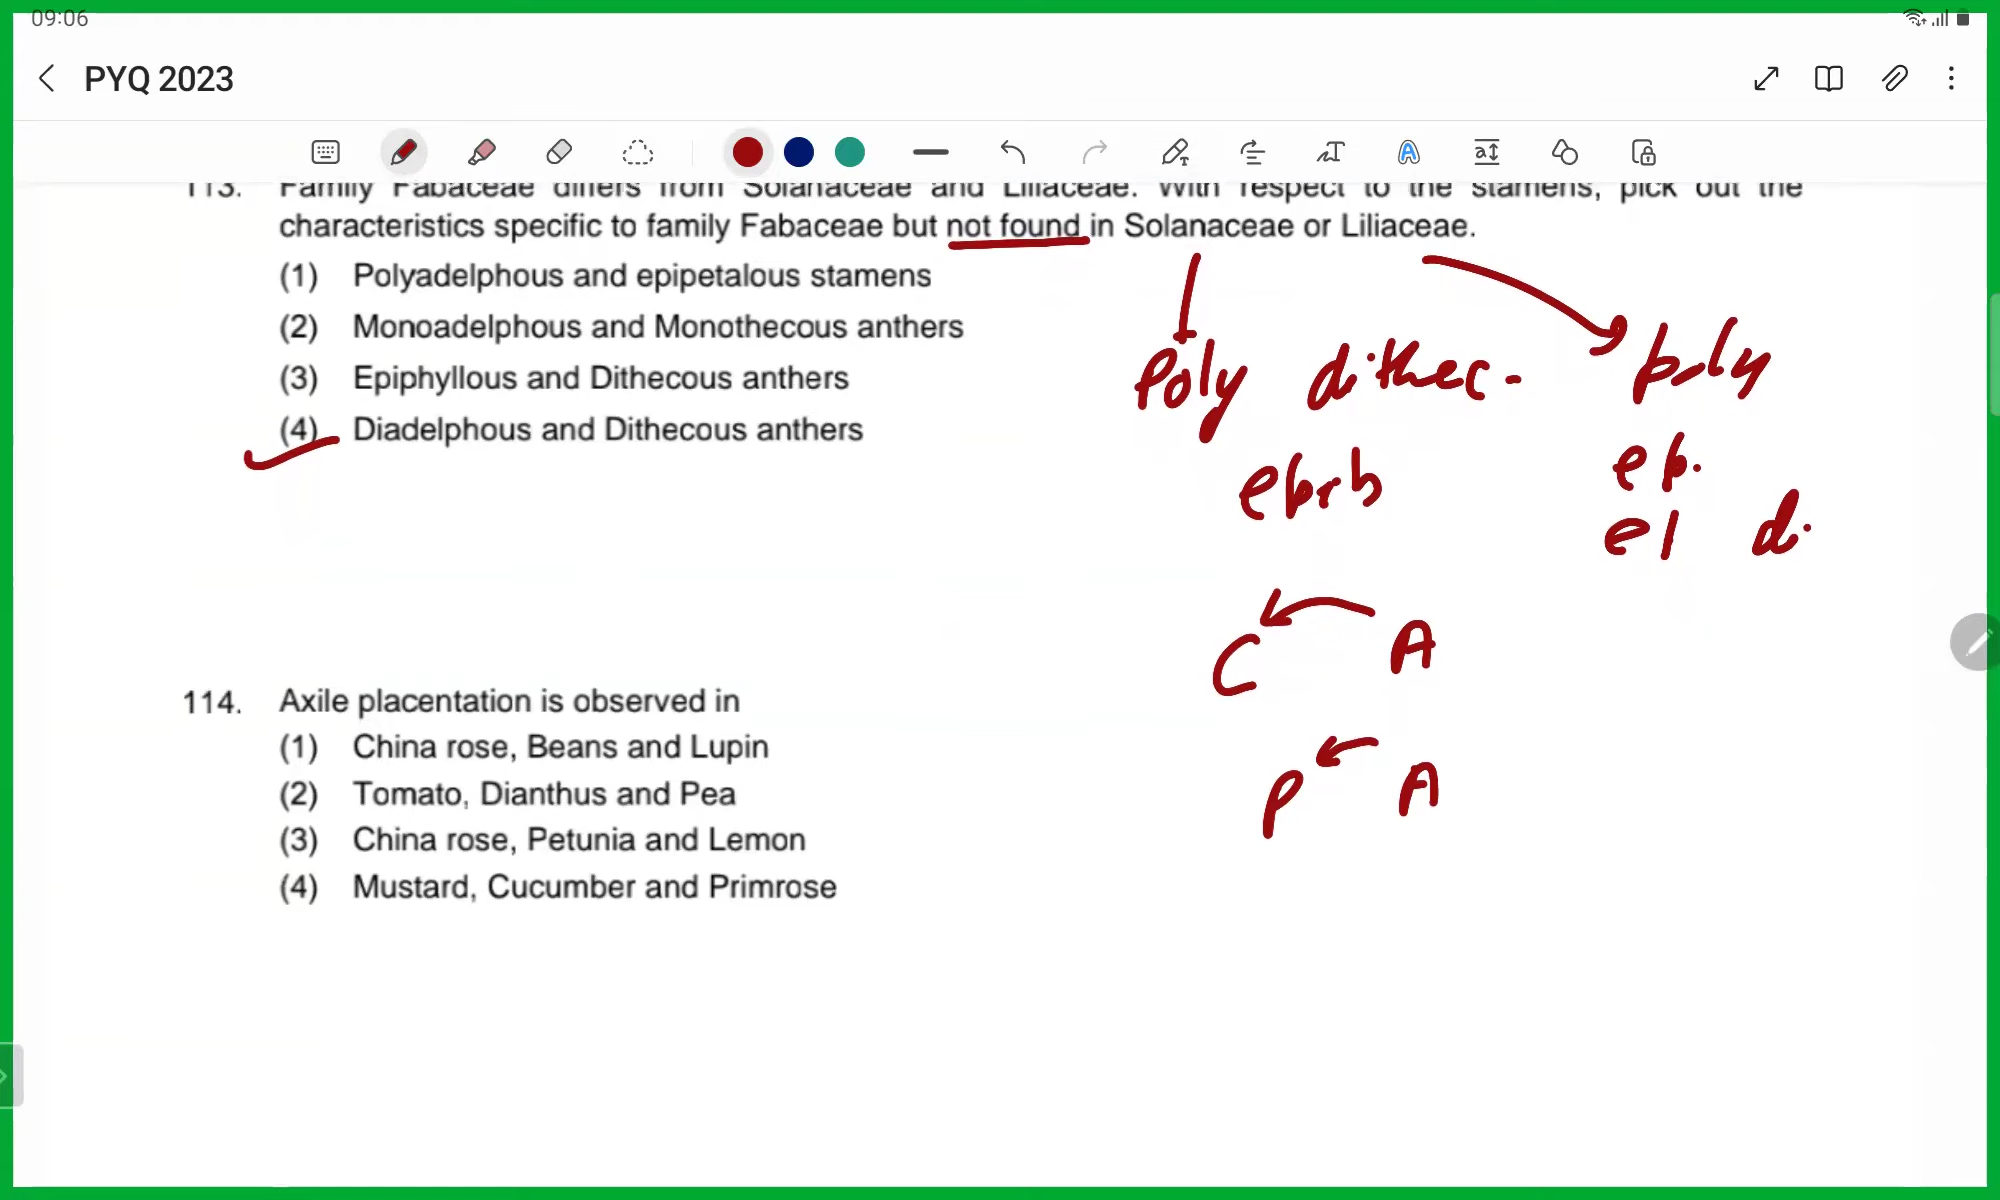 09:06
PYQ 2023
113. Family Fabaceae differs from Solanaceae and Liliaceae. With respect to the stamens, pick out the
characteristics specific to family Fabaceae but not found in Solanaceae or Liliaceae.
(1) Polyadelphous and epipetalous stamens
(2) Monoadelphous and Monothecous anthers
(3) Epiphyllous and Dithecous anthers
(4) Diadelphous and Dithecous anthers
Poly dithec- poly
ep.
di
C A
P A
114. Axile placentation is observed in
(1) China rose, Beans and Lupin
(2) Tomato, Dianthus and Pea
(3) China rose, Petunia and Lemon
(4) Mustard, Cucumber and Primrose